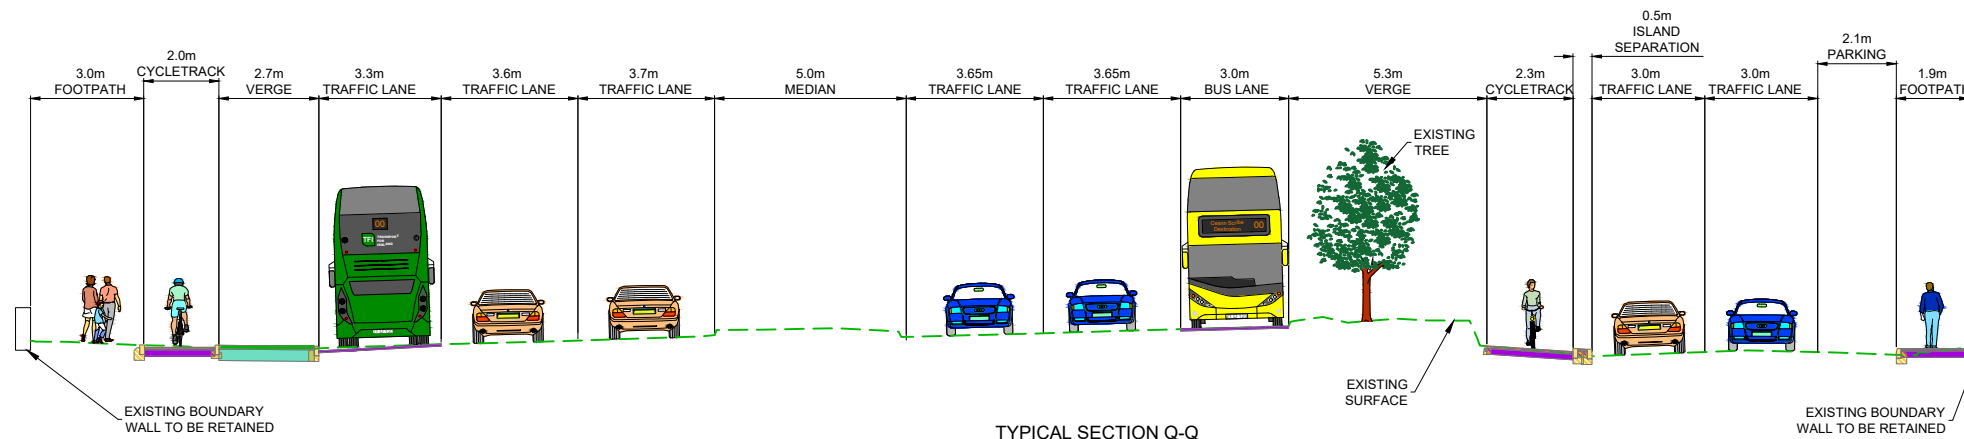 0.5m
ISLAND
SEPARATION
2.1m
PARKING
2.0m
CYCLETRACK
3.0m
FOOTPATH
2.7m
VERGE
3.3m
TRAFFIC LANE
3.6m
TRAFFIC LANE
3.7m
TRAFFIC LANE
5.0m
MEDIAN
3.65m
TRAFFIC LANE
3.65m
TRAFFIC LANE
3.0m
BUS LANE
5.3m
VERGE
2.3m
CYCLETRACK
3.0m
TRAFFIC LANE
3.0m
TRAFFIC LANE
1.9m
FOOTPATH
EXISTING
TREE
00
TFI
00
Destination
EXISTING
SURFACE
EXISTING BOUNDARY
WALL TO BE RETAINED
EXISTING BOUNDARY
WALL TO BE RETAINED
TYPICAL SECTION Q-Q